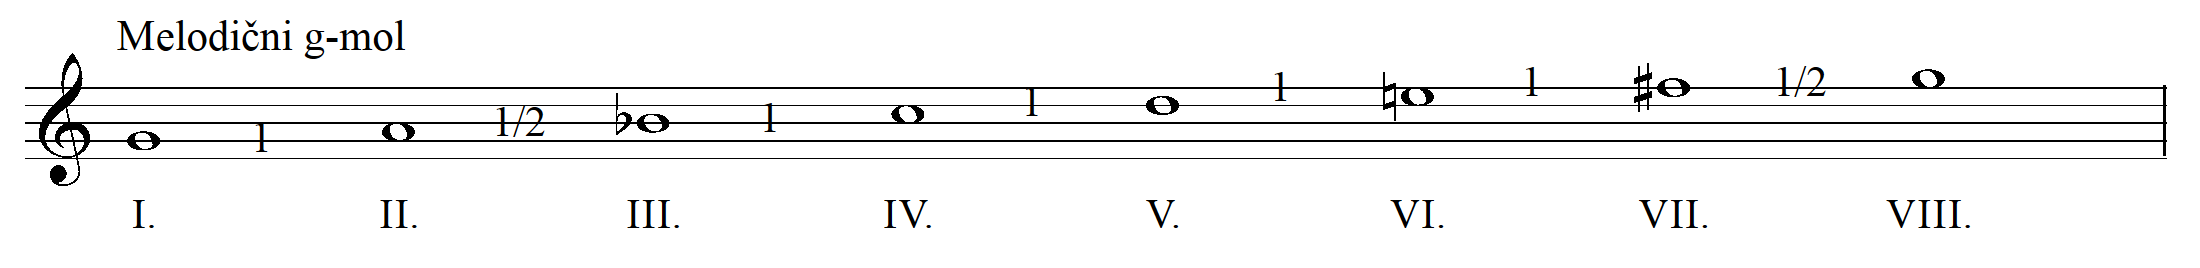 Melodični g-mol
1 1/2 1 1 1 1 1/2
I. II. III. IV. V. VI. VII. VIII.